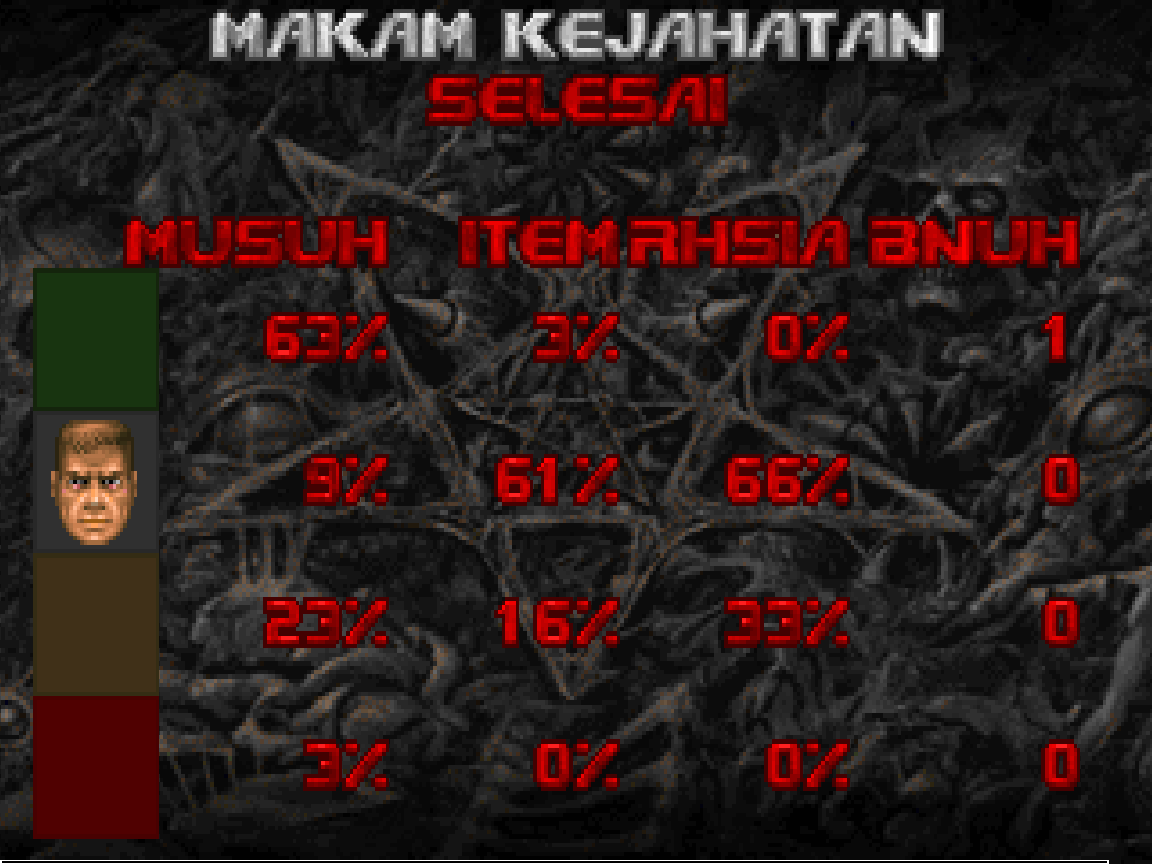 MAKAM KEJAHATAN
SELESAI
MUSUH ITEM RHSIA BNUH
63% 3% 0% 1
9% 61% 66% 0
23% 16% 33% 0
3% 0% 0% 0